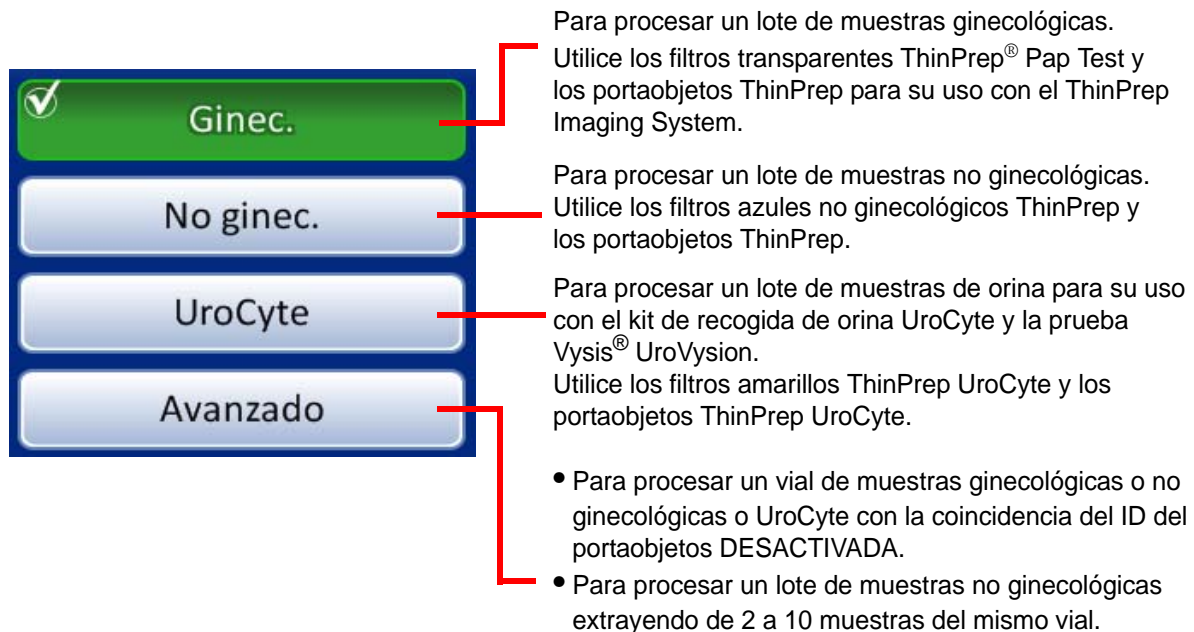 Para procesar un lote de muestras ginecológicas.
Utilice los filtros transparentes ThinPrep® Pap Test y
los portaobjetos ThinPrep para su uso con el ThinPrep
Imaging System.
Ginec.
Para procesar un lote de muestras no ginecológicas.
Utilice los filtros azules no ginecológicos ThinPrep y
los portaobjetos ThinPrep.
No ginec.
Para procesar un lote de muestras de orina para su uso
con el kit de recogida de orina UroCyte y la prueba
Vysis® UroVysion.
Utilice los filtros amarillos ThinPrep UroCyte y los
portaobjetos ThinPrep UroCyte.
UroCyte
Avanzado
• Para procesar un vial de muestras ginecológicas o no
ginecológicas o UroCyte con la coincidencia del ID del
portaobjetos DESACTIVADA.
• Para procesar un lote de muestras no ginecológicas
extrayendo de 2 a 10 muestras del mismo vial.